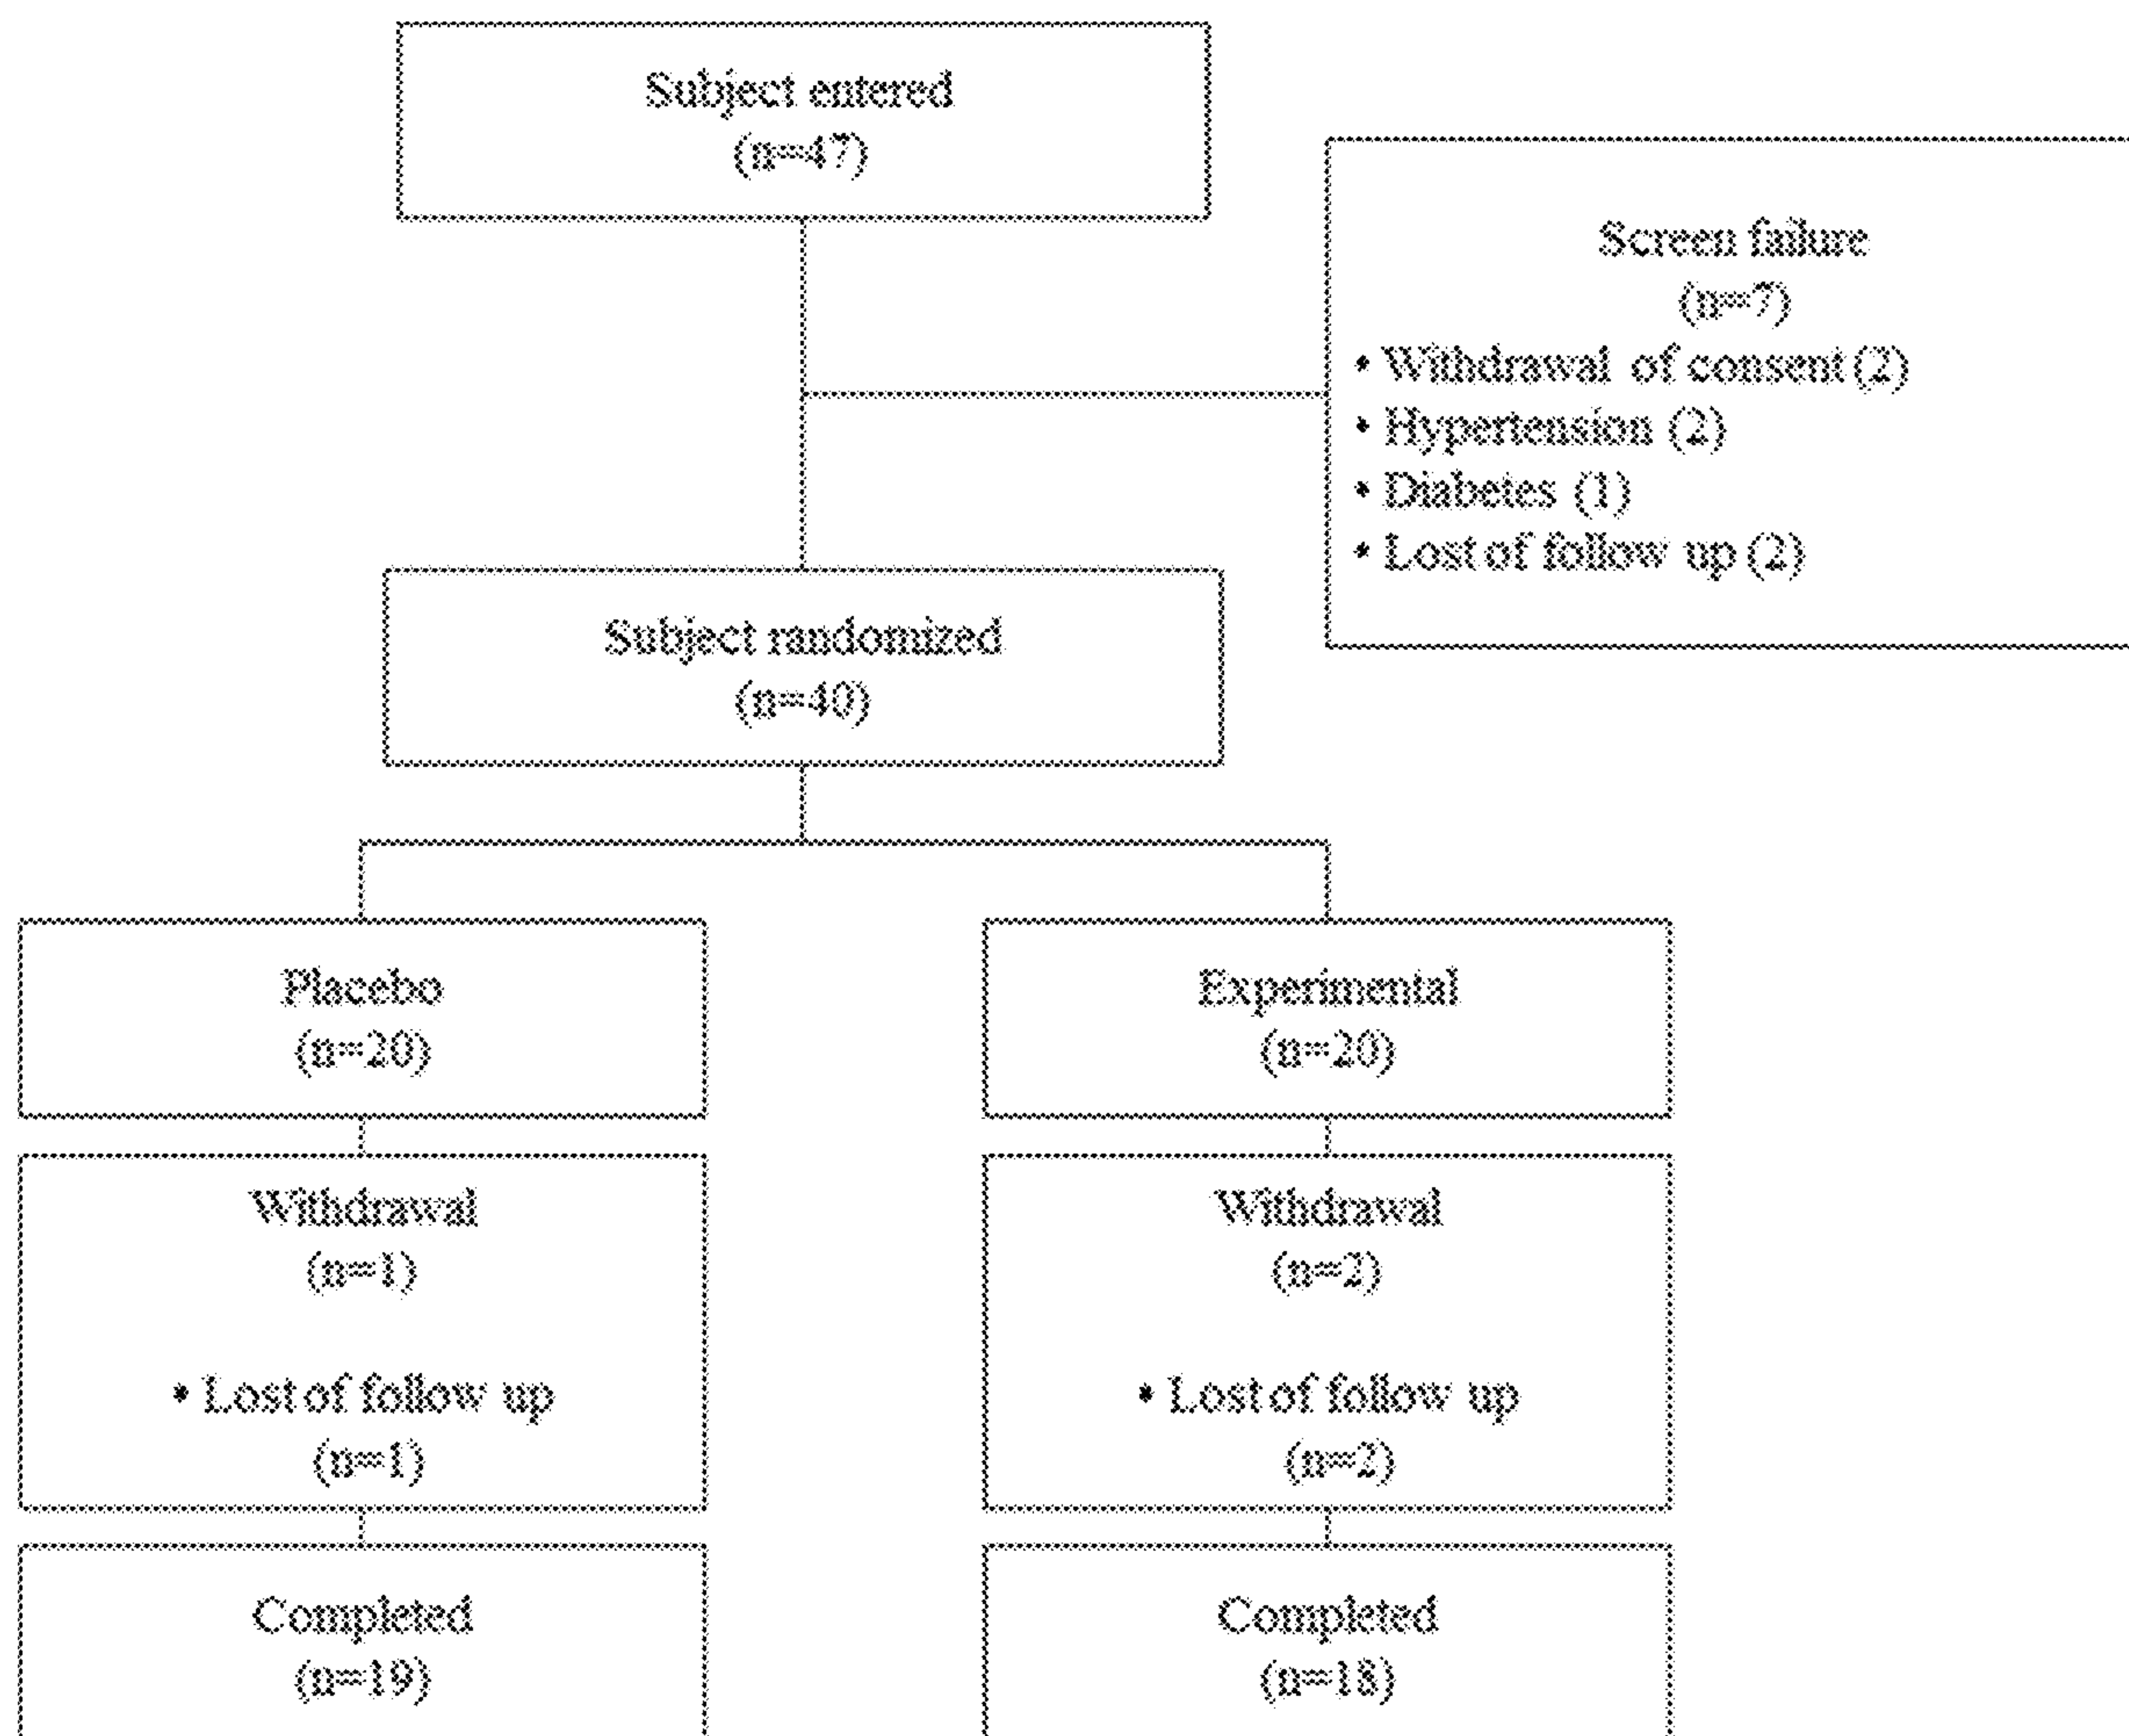 Subject entered
(n=47)
Screen failure
(n=7)
• Withdrawal of consent (2)
• Hypertension (2)
• Diabetes (1)
• Lost of follow up (2)
Subject randomized
(n=40)
Placebo
(n=20)
Experimental
(n=20)
Withdrawal
(n=1)
• Lost of follow up
(n=1)
Withdrawal
(n=2)
• Lost of follow up
(n=2)
Completed
(n=19)
Completed
(n=18)